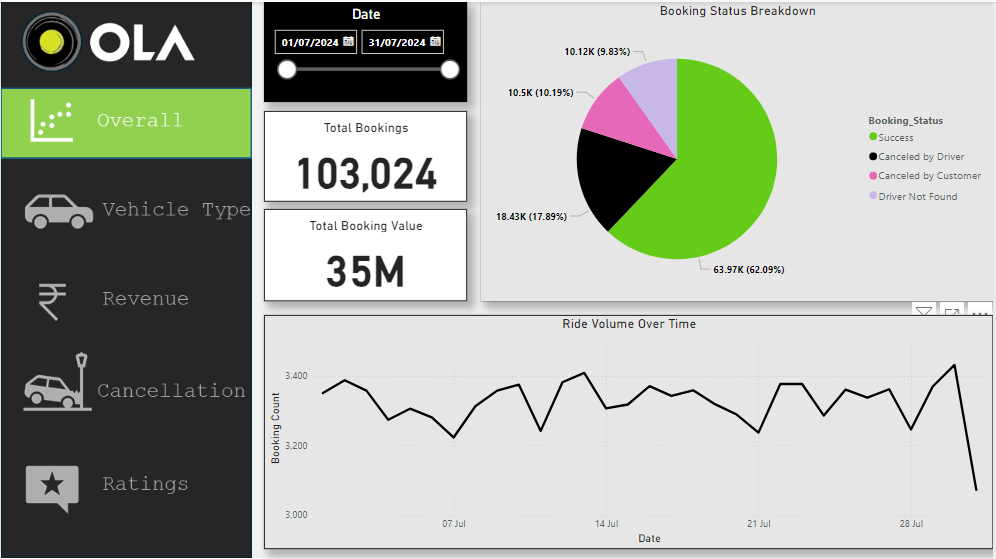 OLA
Overall
Vehicle Type
Revenue
Cancellation
Ratings
Date
01/07/2024
31/07/2024
Total Bookings
103,024
Total Booking Value
35M
Booking Status Breakdown
10.12K (9.83%)
10.5K (10.19%)
18.43K (17.89%)
63.97K (62.09%)
Booking_Status
Success
Canceled by Driver
Canceled by Customer
Driver Not Found
Ride Volume Over Time
Booking Count
3,400
3,200
3,000
07 Jul
14 Jul
21 Jul
28 Jul
Date